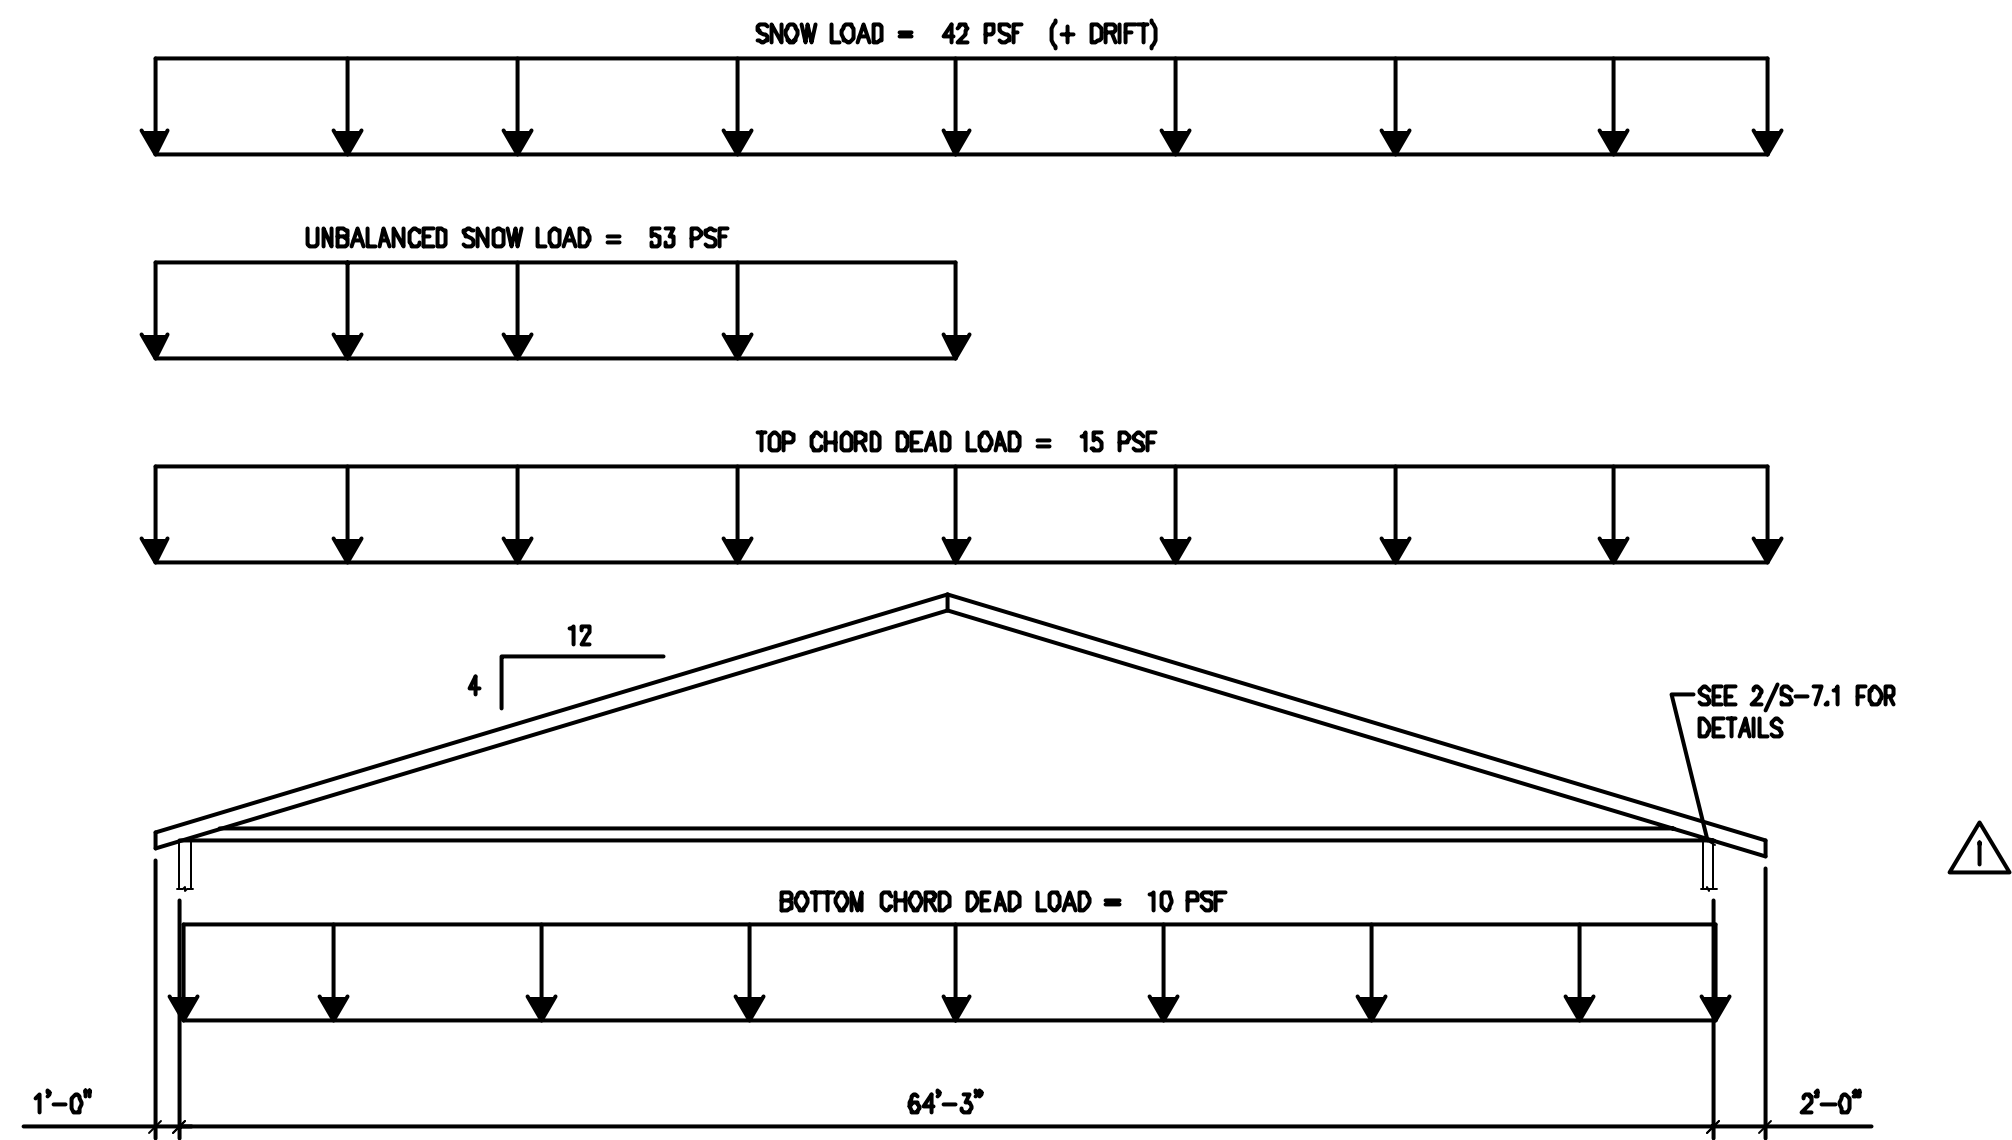 SNOW LOAD = 42 PSF (+ DRIFT)
UNBALANCED SNOW LOAD = 53 PSF
TOP CHORD DEAD LOAD = 15 PSF
12
4
SEE 2/S-7.1 FOR
DETAILS
1
BOTTOM CHORD DEAD LOAD = 10 PSF
1'-0"
64'-3"
2'-0"